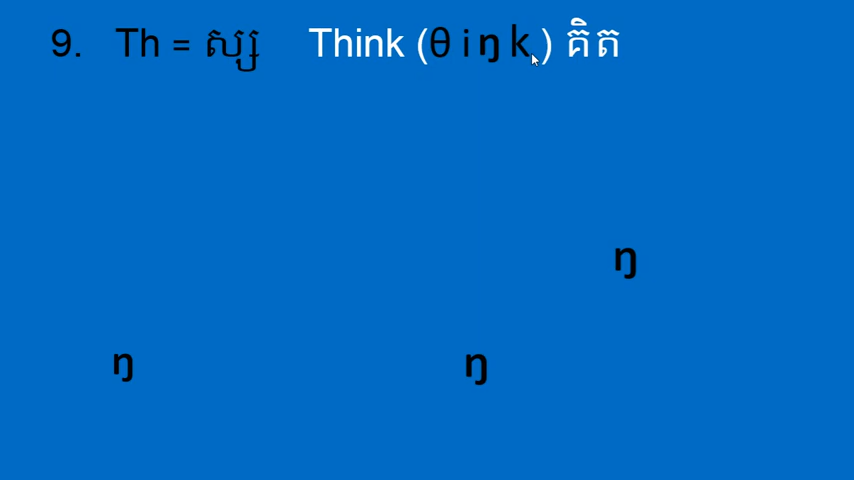 9. Th = ស្ស Think (θ i ŋ k ) គិត
ŋ
ŋ ŋ